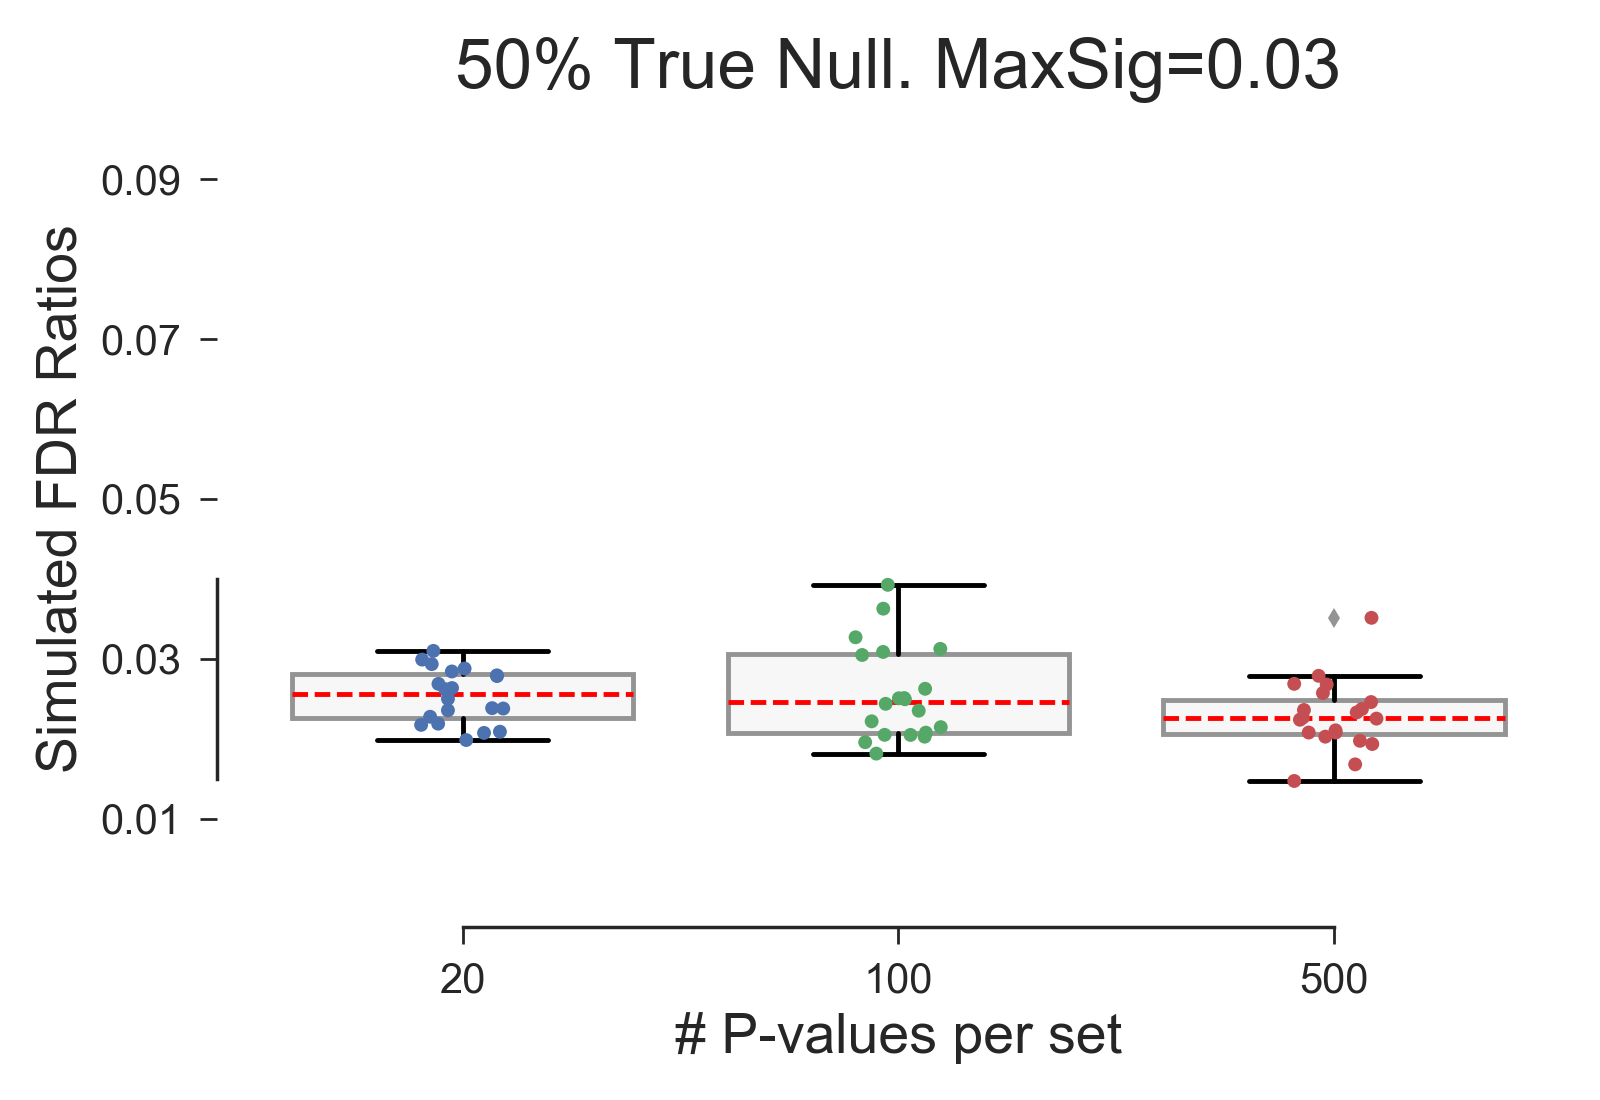 50% True Null. MaxSig=0.03
Simulated FDR Ratios
0.09
0.07
0.05
0.03
0.01
20 100 500
# P-values per set